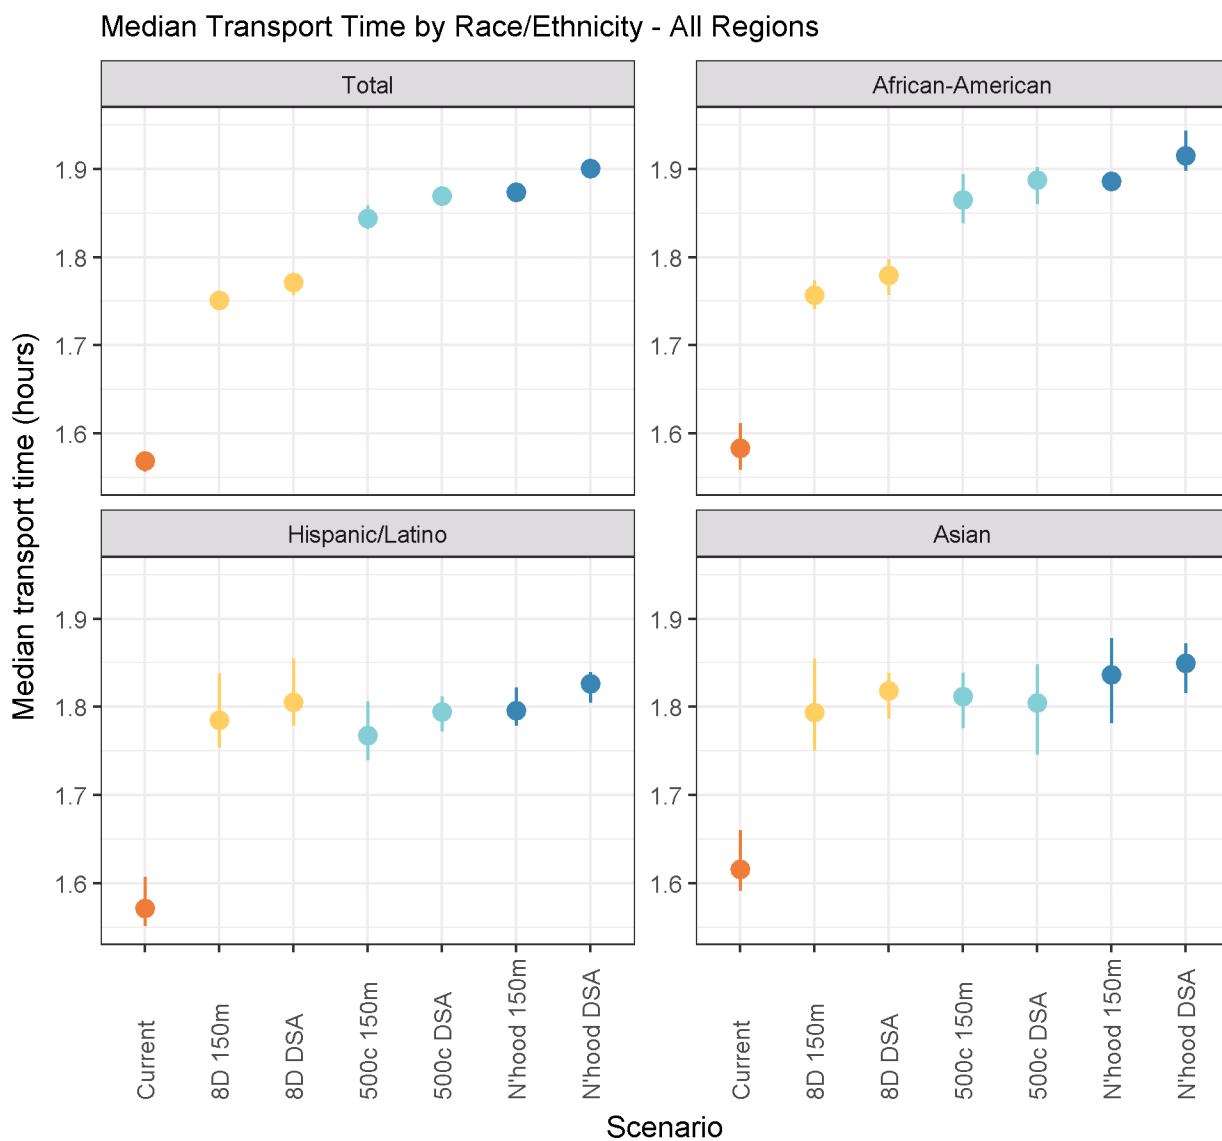 Median Transport Time by Race/Ethnicity - All Regions
Total
African-American
1.9
1.8
1.7
1.6
1.9
1.8
1.7
1.6
Hispanic/Latino
Asian
1.9
1.8
1.7
1.6
1.9
1.8
1.7
1.6
Median transport time (hours)
Current
8D 150m
8D DSA
500c 150m
500c DSA
N'hood 150m
N'hood DSA
Current
8D 150m
8D DSA
500c 150m
500c DSA
N'hood 150m
N'hood DSA
Scenario